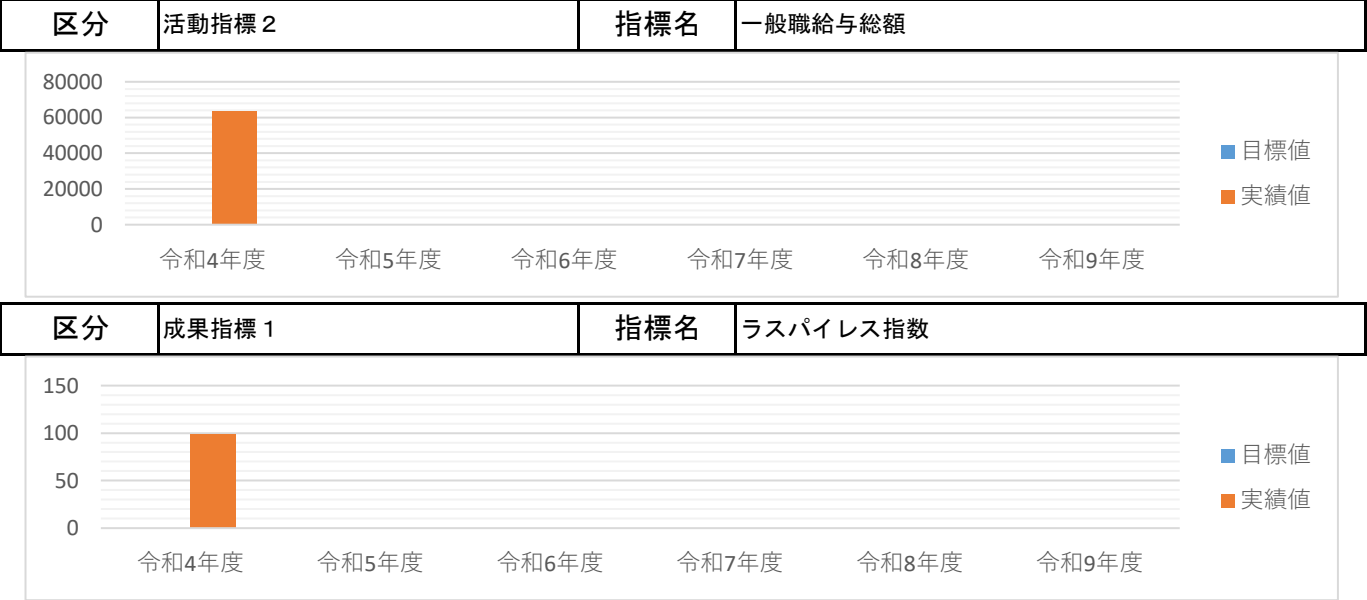 区分 活動指標２ 指標名 一般職給与総額
80000
60000
40000
20000
0
令和4年度 令和5年度 令和6年度 令和7年度 令和8年度 令和9年度
目標値
実績値
区分 成果指標１ 指標名 ラスパイレス指数
150
100
50
0
令和4年度 令和5年度 令和6年度 令和7年度 令和8年度 令和9年度
目標値
実績値